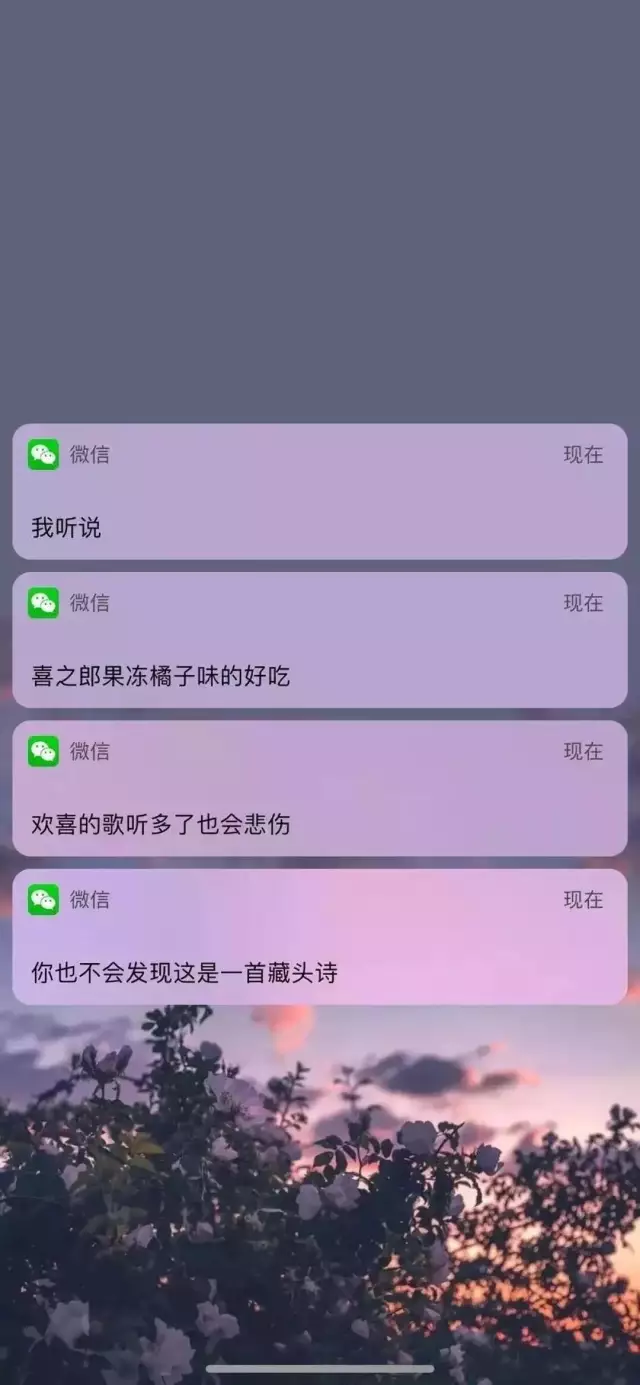 微信 现在
我听说
微信 现在
喜之郎果冻橘子味的好吃
微信 现在
欢喜的歌听多了也会悲伤
微信 现在
你也不会发现这是一首藏头诗